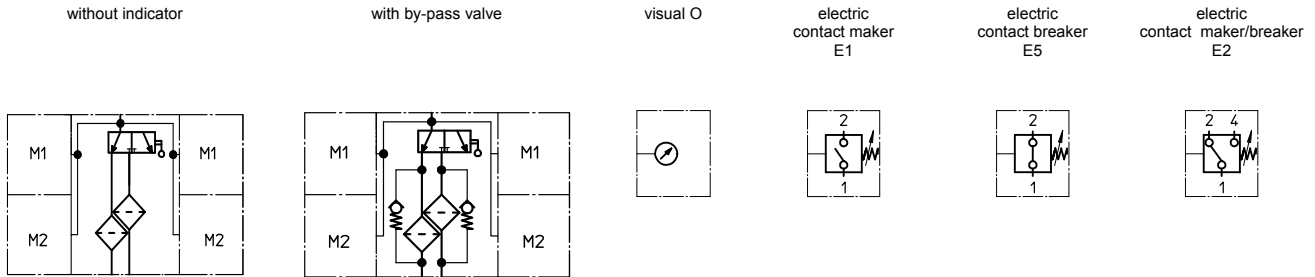 without indicator
with by-pass valve
visual O
electric
contact maker
E1
electric
contact breaker
E5
electric
contact maker/breaker
E2
M1
M1
M2
M2
M1
M1
M2
M2
2
1
2
1
2 4
1